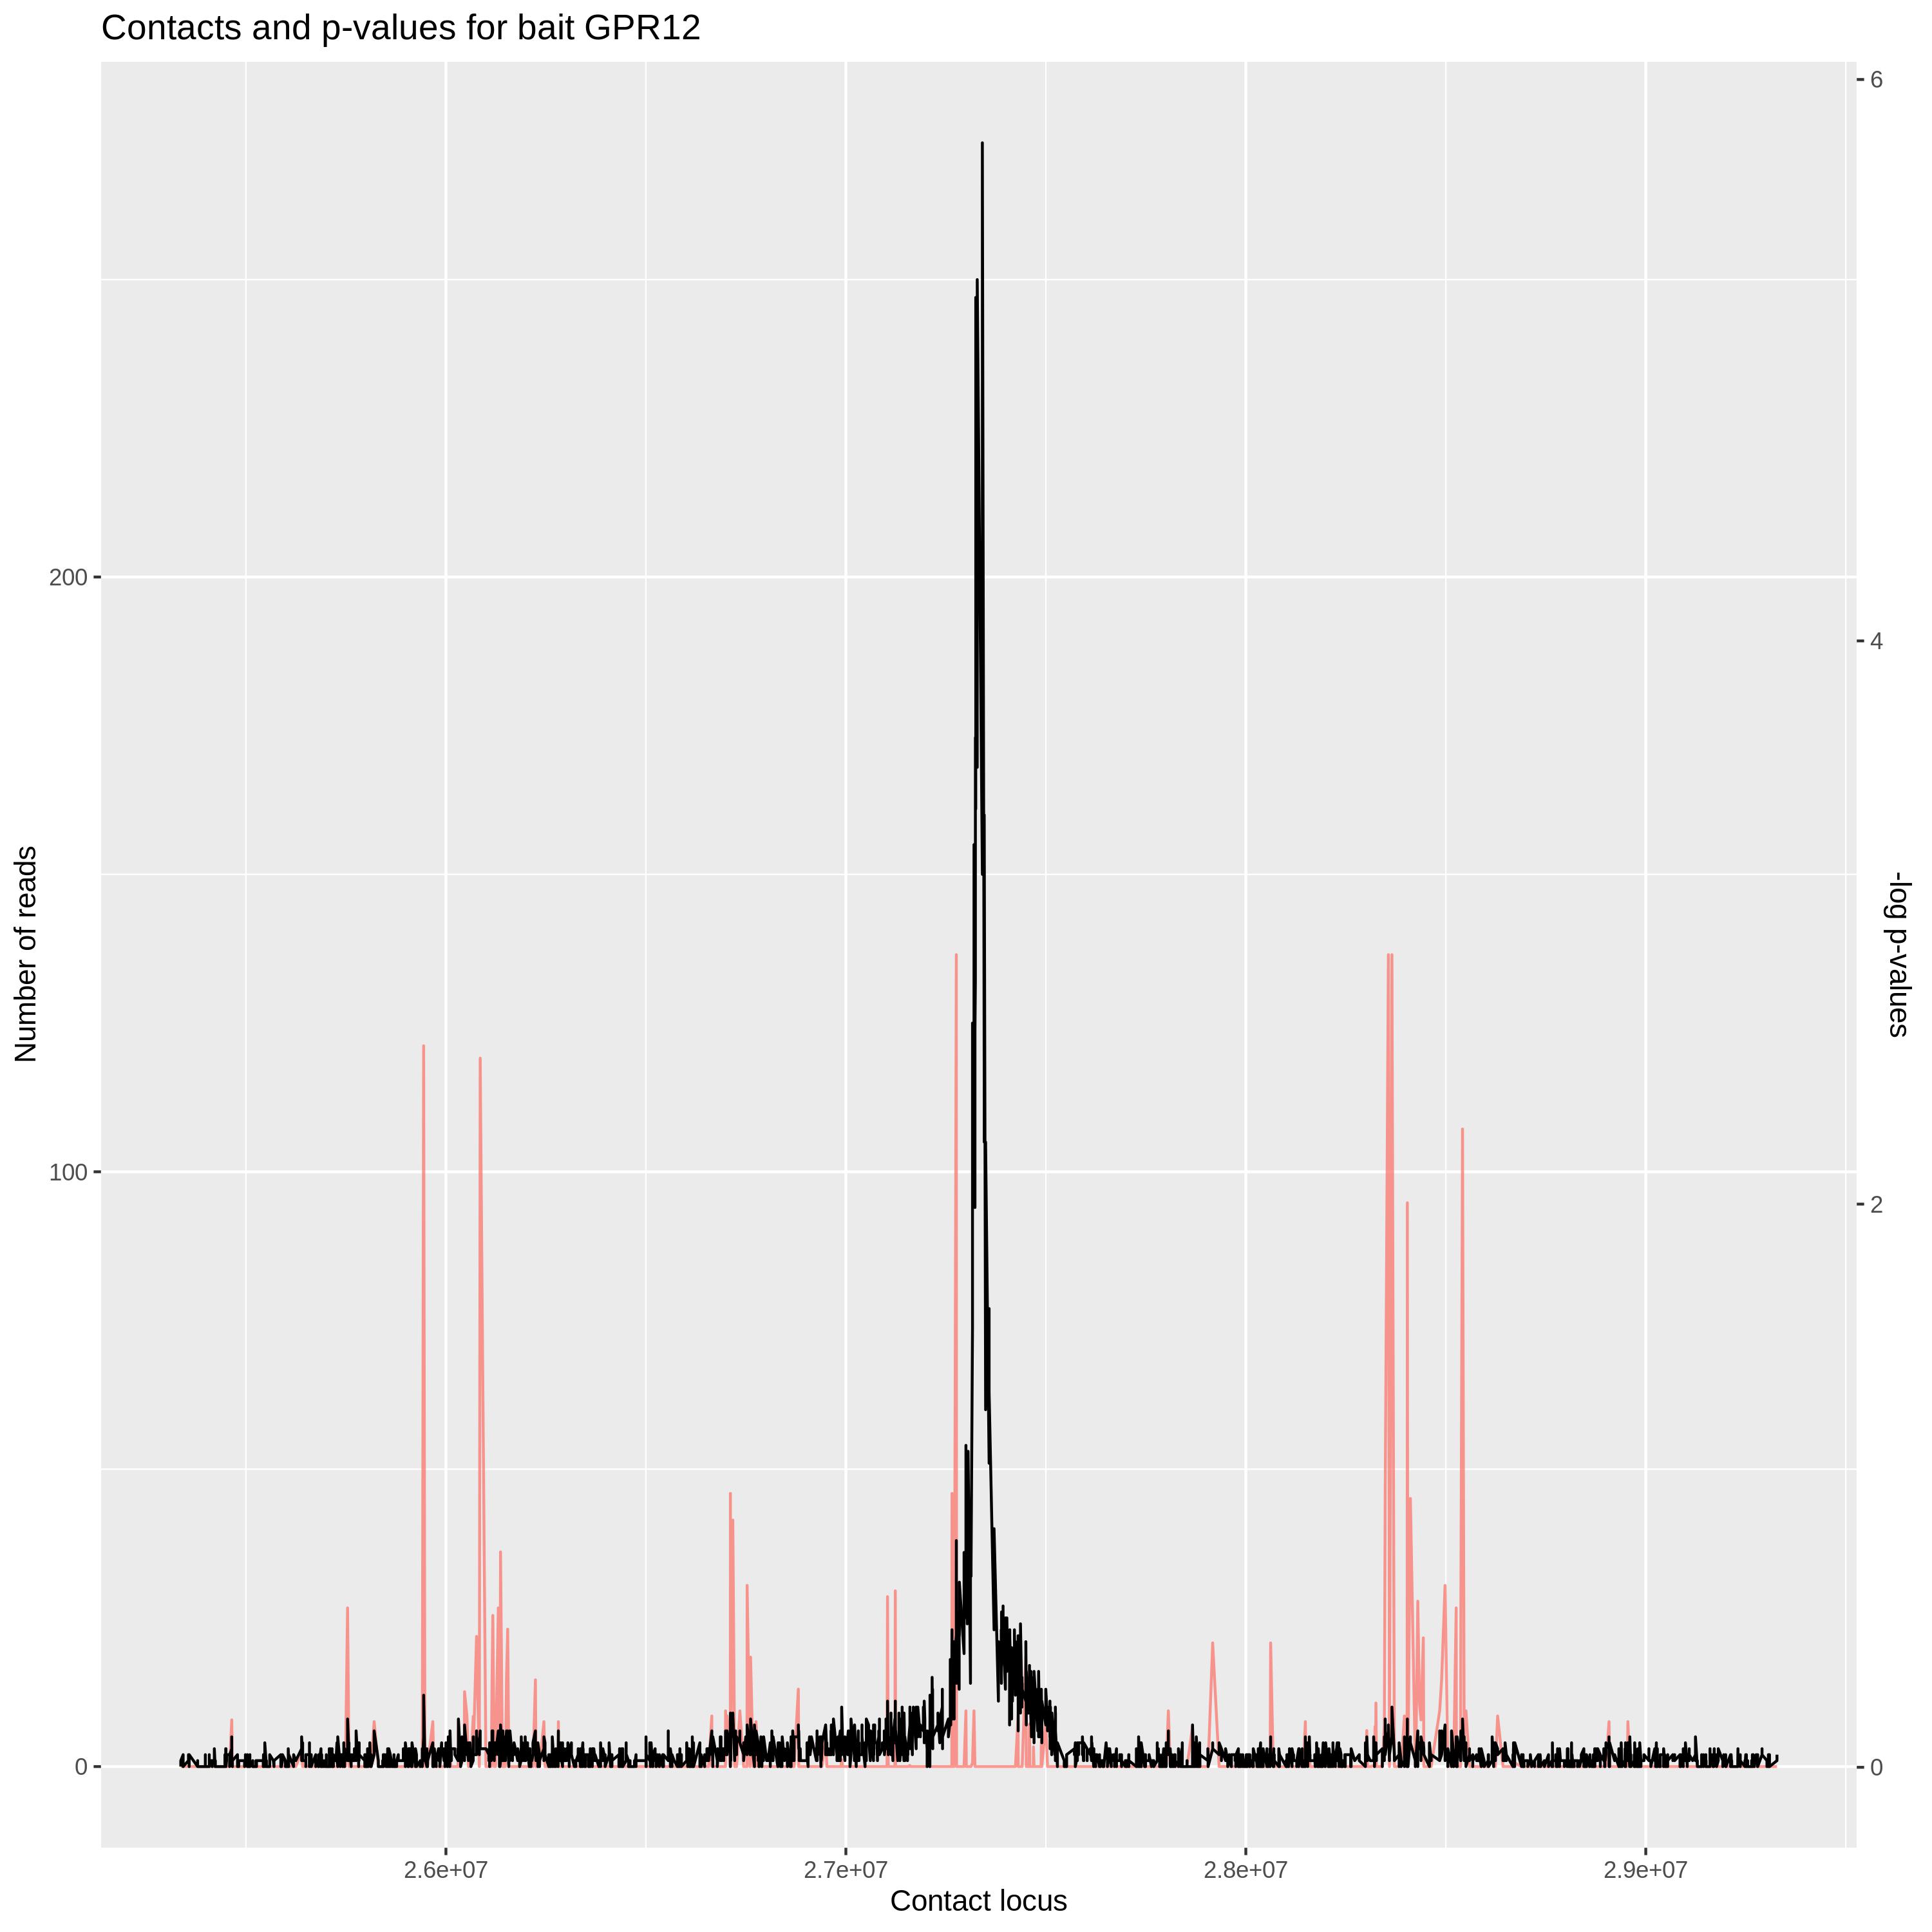 Contacts and p-values for bait GPR12
6
200
4
Number of reads
-log p-values
100
2
0
0
2.6e+07
2.7e+07
2.8e+07
2.9e+07
Contact locus